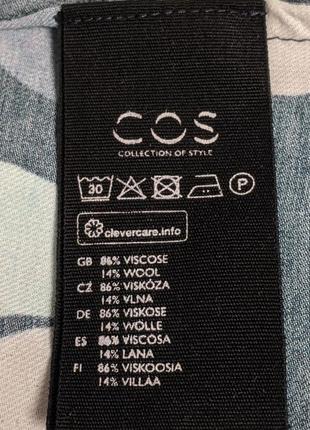 COS
COLLECTION OF STYLE
30 P
clevercare.info
GB 86% VISCOSE
14% WOOL
CZ 86% VISKÓZA
14% VLNA
DE 86% VISKOSE
14% WOLLE
ES 86% VISCOSA
14% LANA
FI 86% VISKOOSIA
14% VILLAA